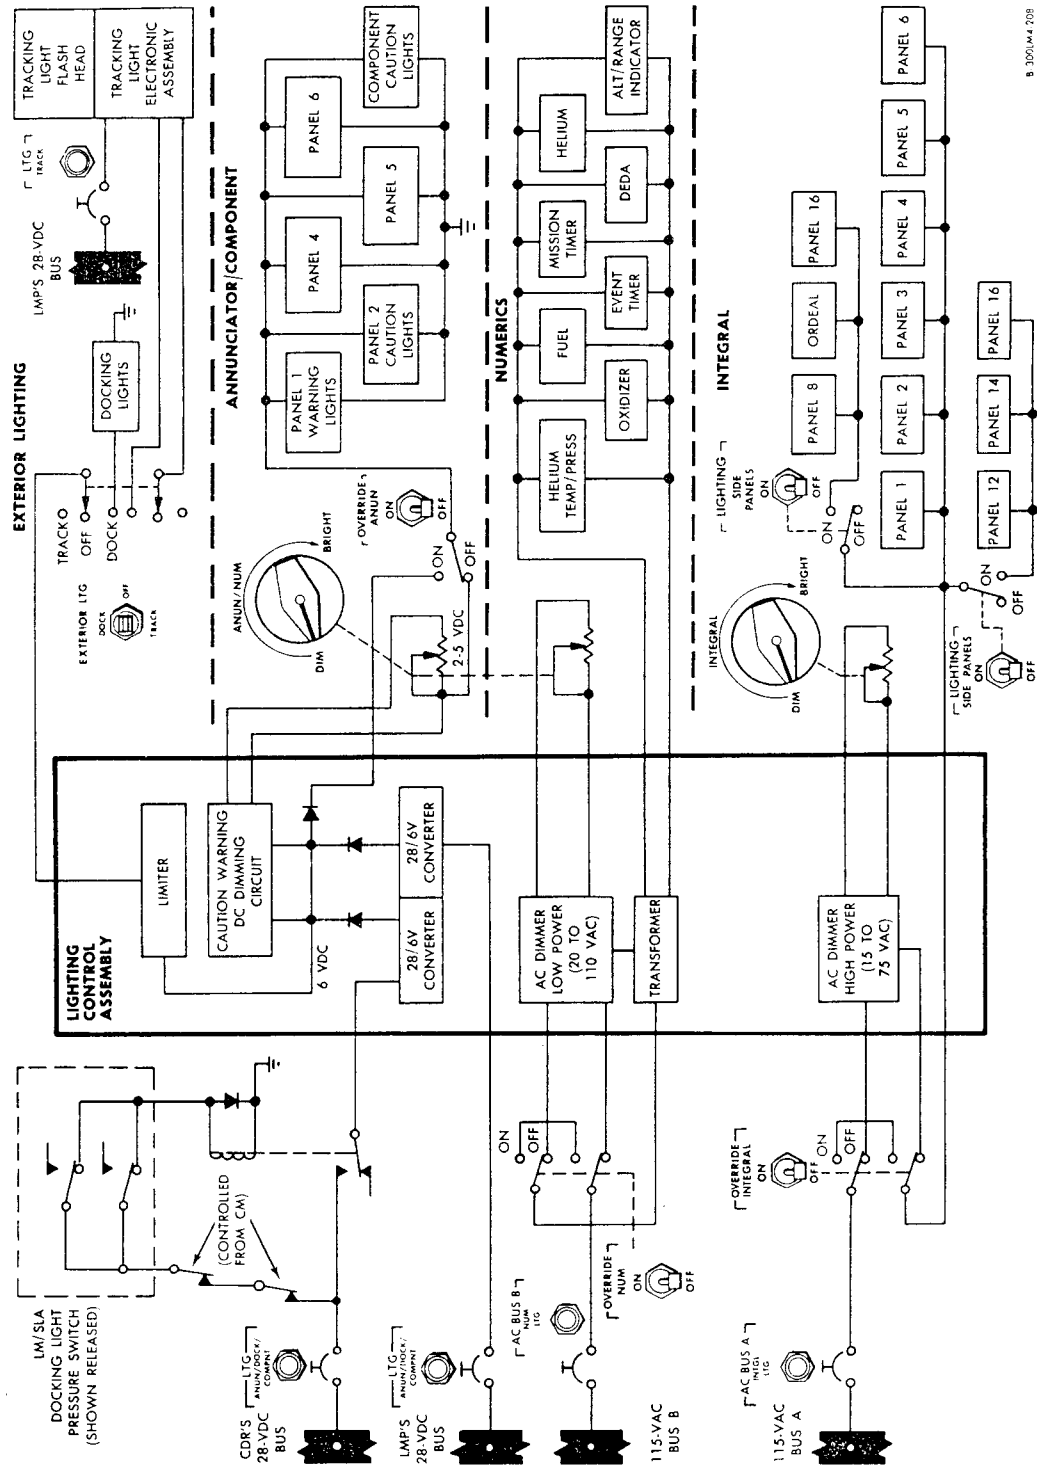 LM/SLA
DOCKING LIGHT
PRESSURE SWITCH
(SHOWN RELEASED)
(CONTROLLED
FROM CM)
CDR'S
28-VDC
BUS
LTG
ANUN/DOCK/
COMPNT
LMP'S
28-VDC
BUS
LTG
ANUN/DOCK/
COMPNT
115-VAC
BUS B
AC BUS B
NUM
LTG
OVERRIDE
NUM
ON
OFF
ON
OFF
115-VAC
BUS A
AC BUS A
INTGL
LTG
OVERRIDE
INTEGRAL
ON
OFF
ON
OFF
LIGHTING
CONTROL
ASSEMBLY
LIMITER
CAUTION WARNING
DC DIMMING
CIRCUIT
6 VDC
28/6V
CONVERTER
28/6V
CONVERTER
AC DIMMER
LOW POWER
(20 TO
110 VAC)
TRANSFORMER
AC DIMMER
HIGH POWER
(15 TO
75 VAC)
EXTERIOR LIGHTING
EXTERIOR LTG
DOCK
OFF
TRACK
TRACK
OFF
DOCK
DOCKING
LIGHTS
LMP'S 28-VDC
BUS
LTG
TRACK
TRACKING
LIGHT
FLASH
HEAD
TRACKING
LIGHT
ELECTRONIC
ASSEMBLY
ANNUNCIATOR/COMPONENT
ANUN/NUM
DIM
BRIGHT
2-5 VDC
OVERRIDE
ANUN
ON
OFF
ON
OFF
PANEL 1
WARNING
LIGHTS
PANEL 2
CAUTION
LIGHTS
PANEL 4
PANEL 5
PANEL 6
COMPONENT
CAUTION
LIGHTS
NUMERICS
HELIUM
TEMP/PRESS
OXIDIZER
FUEL
EVENT
TIMER
MISSION
TIMER
DEDA
HELIUM
ALT/RANGE
INDICATOR
INTEGRAL
INTEGRAL
DIM
BRIGHT
LIGHTING
SIDE
PANELS
ON
OFF
ON
OFF
PANEL 8
ORDEAL
PANEL 16
PANEL 1
PANEL 2
PANEL 3
PANEL 4
PANEL 5
PANEL 6
LIGHTING
SIDE PANELS
ON
OFF
ON
OFF
PANEL 12
PANEL 14
PANEL 16
B-300LM4-208